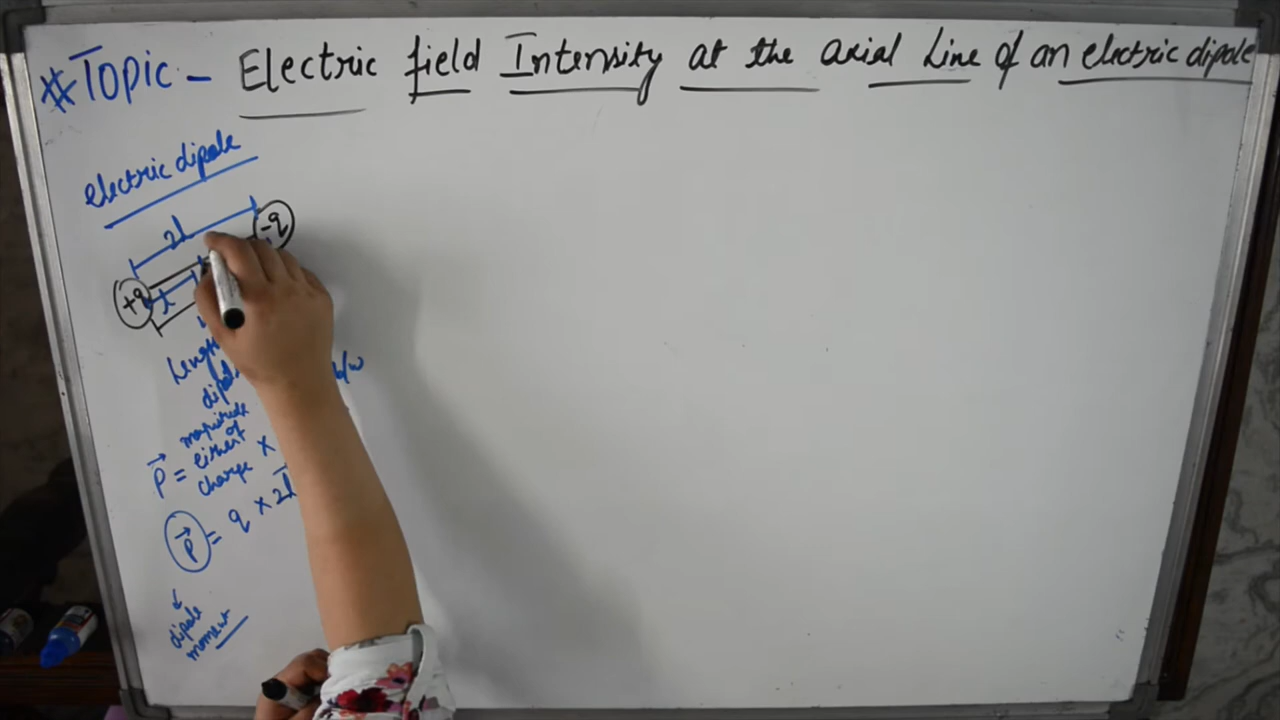 #Topic - Electric field Intensity at the axial line of an electric dipole
electric dipole
2l
-q
+q
l
Length
dipole
b/w
magnitude
of
either
charge ×
p⃗ =
p⃗ = q × 2l⃗
↓
dipole
moment